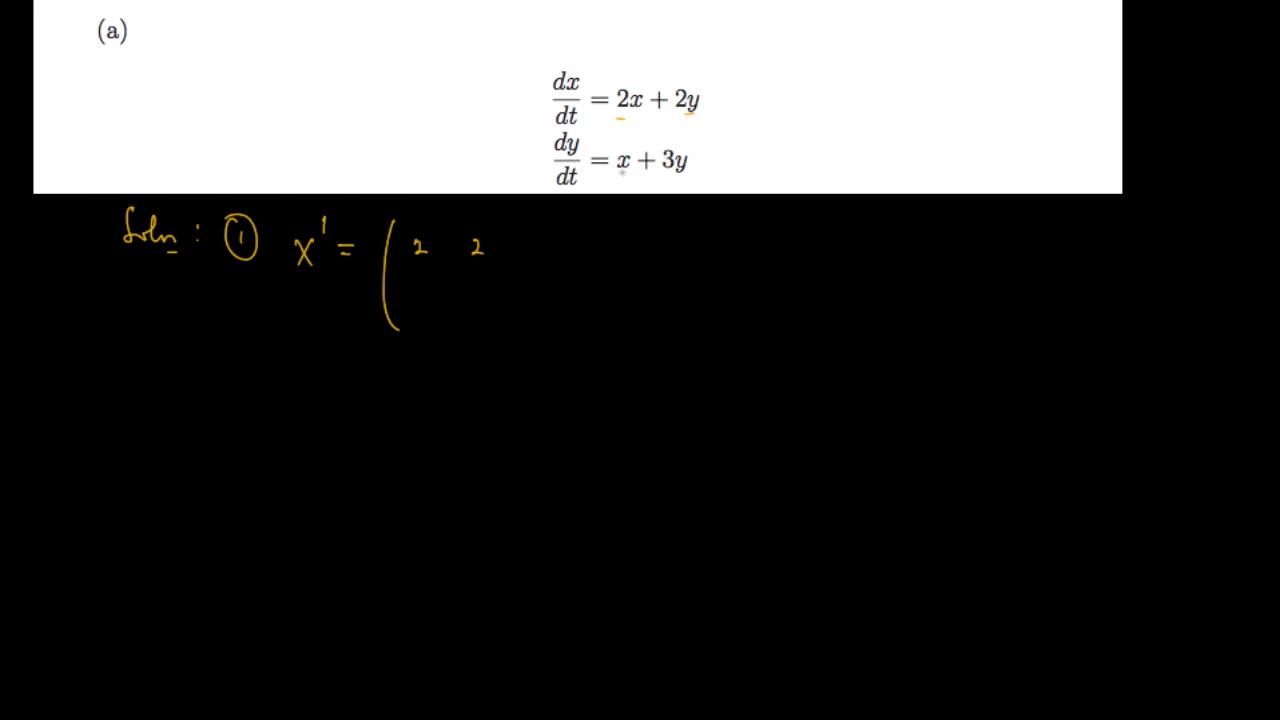 (a)
dx/dt = 2x + 2y
dy/dt = x + 3y
Soln : ① X' = ( 2 2